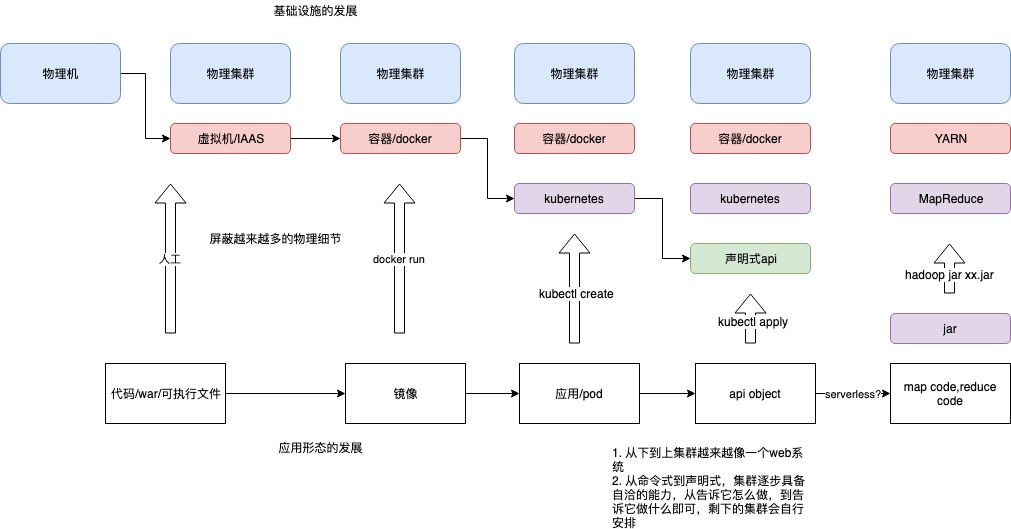 基础设施的发展
物理机
物理集群
物理集群
物理集群
物理集群
物理集群
虚拟机/IAAS
容器/docker
容器/docker
容器/docker
YARN
kubernetes
kubernetes
MapReduce
屏蔽越来越多的物理细节
人工
docker run
声明式api
kubectl create
hadoop jar xx.jar
kubectl apply
jar
代码/war/可执行文件
镜像
应用/pod
api object
serverless?
map code,reduce
code
应用形态的发展
1. 从下到上集群越来越像一个web系
统
2. 从命令式到声明式，集群逐步具备
自洽的能力，从告诉它怎么做，到告
诉它做什么即可，剩下的集群会自行
安排